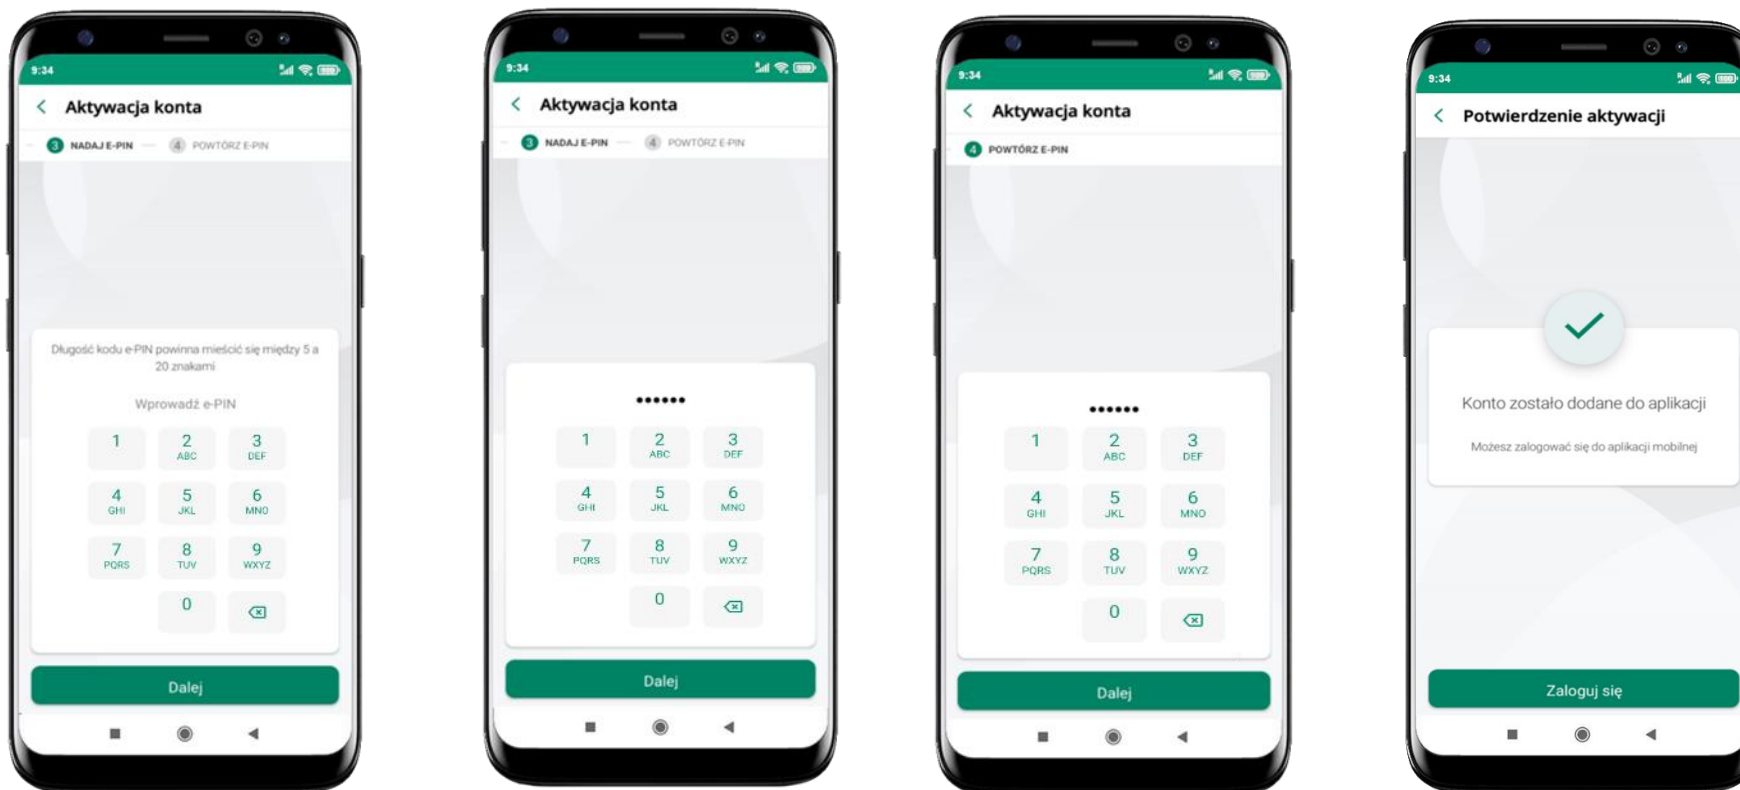 9:34
Aktywacja konta
3 NADAJ E-PIN
4 POWTÓRZ E-PIN
Długość kodu e-PIN powinna mieścić się między 5 a
20 znakami
Wprowadź e-PIN
1 2 3
ABC DEF
4 5 6
GHI JKL MNO
7 8 9
PQRS TUV WXYZ
0
Dalej
9:34
Aktywacja konta
3 NADAJ E-PIN
4 POWTÓRZ E-PIN
••••••
1 2 3
ABC DEF
4 5 6
GHI JKL MNO
7 8 9
PQRS TUV WXYZ
0
Dalej
9:34
Aktywacja konta
4 POWTÓRZ E-PIN
••••••
1 2 3
ABC DEF
4 5 6
GHI JKL MNO
7 8 9
PQRS TUV WXYZ
0
Dalej
9:34
Potwierdzenie aktywacji
Konto zostało dodane do aplikacji
Możesz zalogować się do aplikacji mobilnej
Zaloguj się